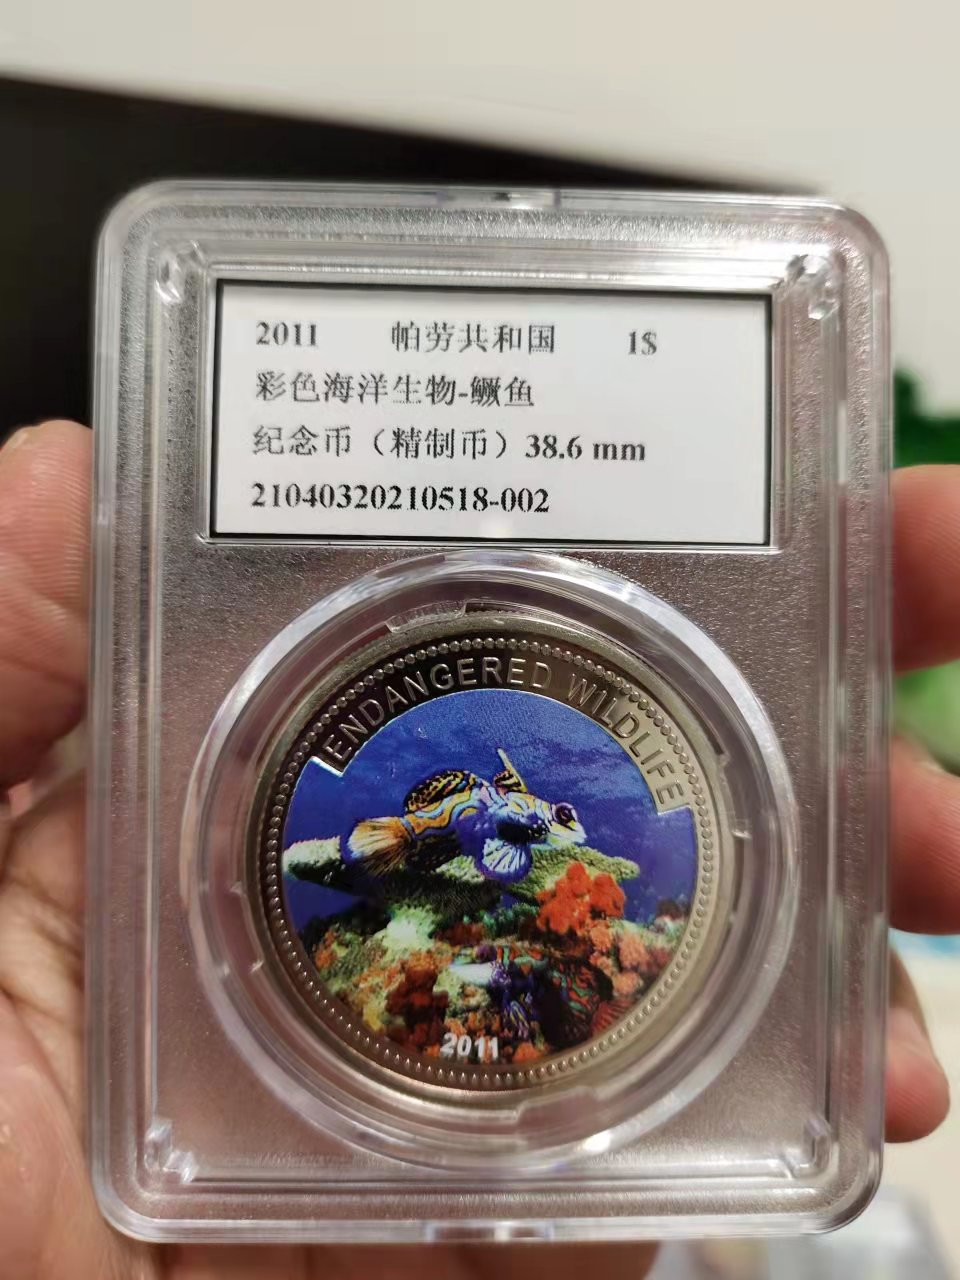 2011 帕劳共和国 1$
彩色海洋生物-鳜鱼
纪念币（精制币）38.6 mm
21040320210518-002
ENDANGERED WILDLIFE
2011